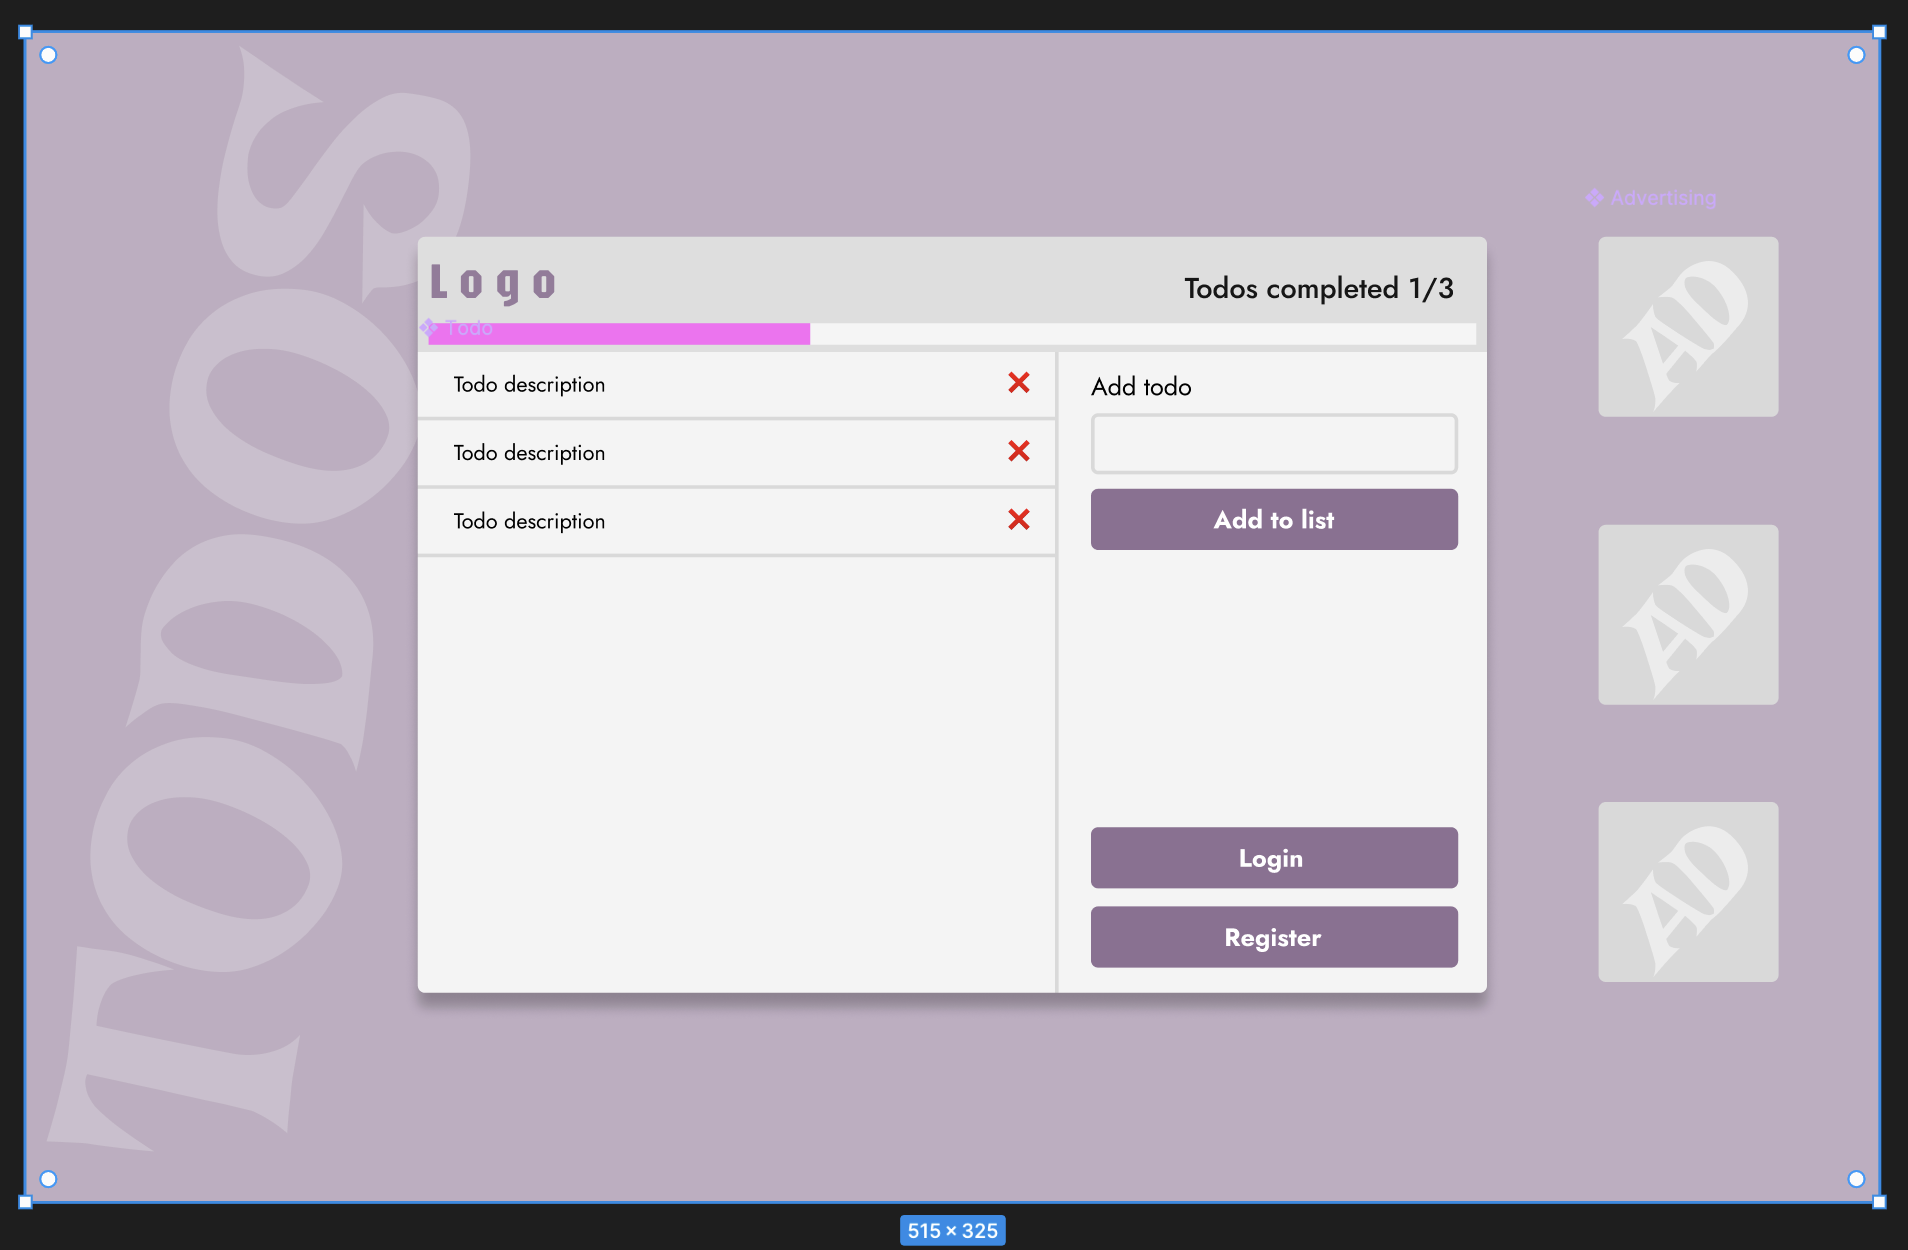 TODOS
Advertising
Logo
Todos completed 1/3
Todo
Todo description
Todo description
Todo description
Add todo
Add to list
Login
Register
AD
AD
AD
515 × 325